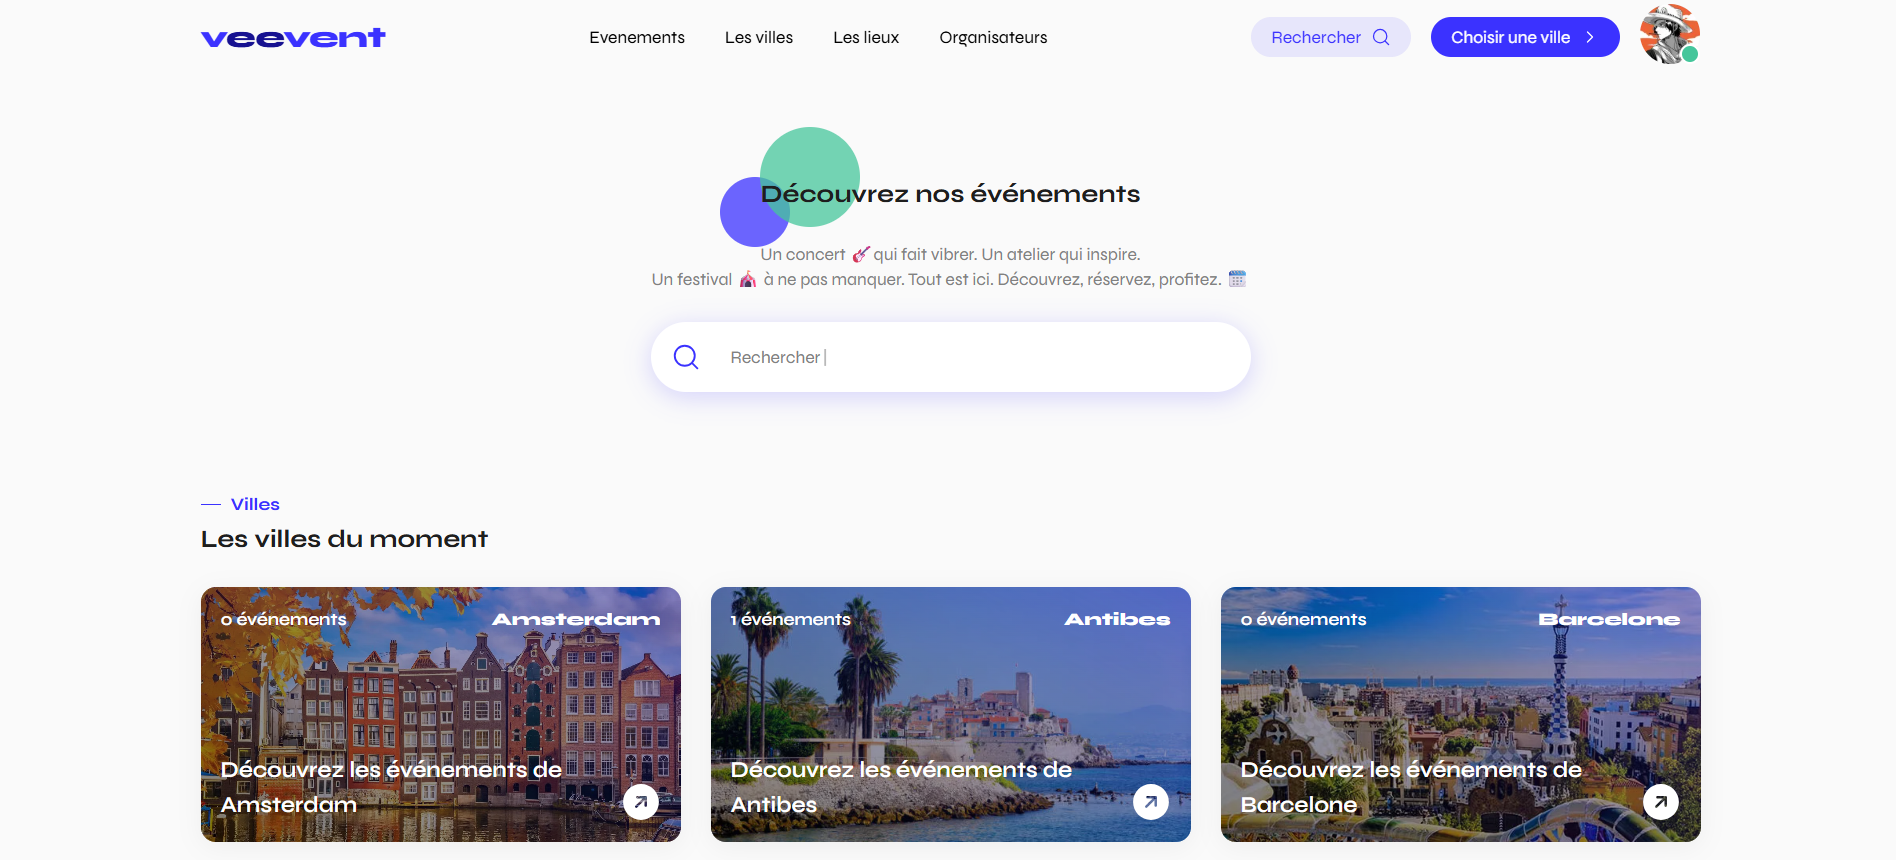 veevent
Evenements
Les villes
Les lieux
Organisateurs
Rechercher
Choisir une ville
Découvrez nos événements
Un concert 🎸 qui fait vibrer. Un atelier qui inspire.
Un festival 🎪 à ne pas manquer. Tout est ici. Découvrez, réservez, profitez. 🗓️
Rechercher|
Villes
Les villes du moment
0 événements
Amsterdam
Découvrez les événements de
Amsterdam
1 événements
Antibes
Découvrez les événements de
Antibes
0 événements
Barcelone
Découvrez les événements de
Barcelone